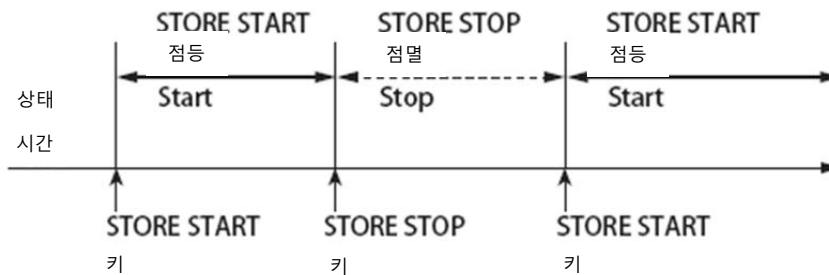 STORE START STORE STOP STORE START
점등 점멸 점등
Start Stop Start
상태
시간
STORE START STORE STOP STORE START
키 키 키